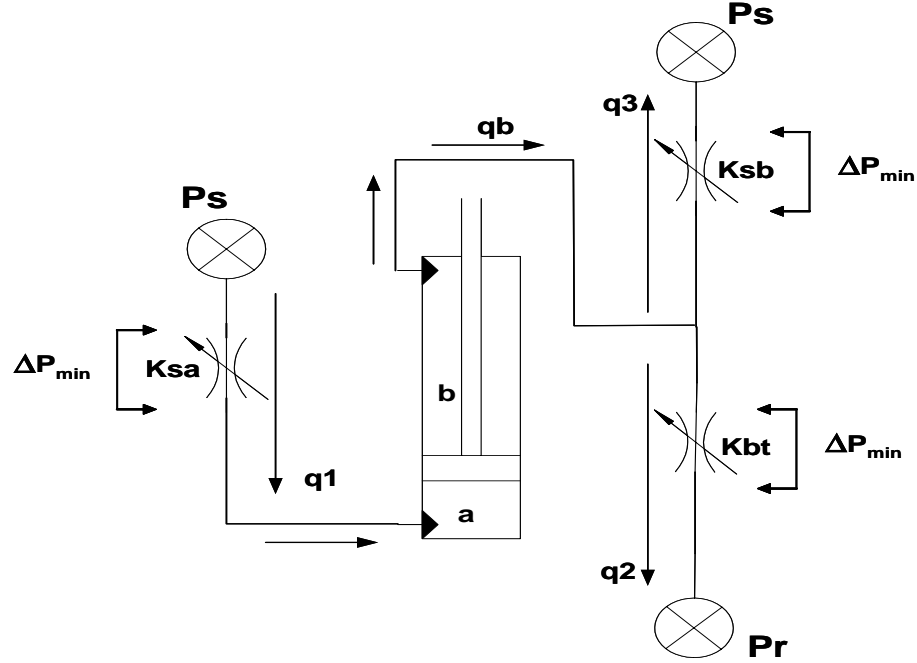 Ps
q3
qb
Ksb
ΔPmin
Ps
ΔPmin
Ksa
b
Kbt
ΔPmin
q1
a
q2
Pr